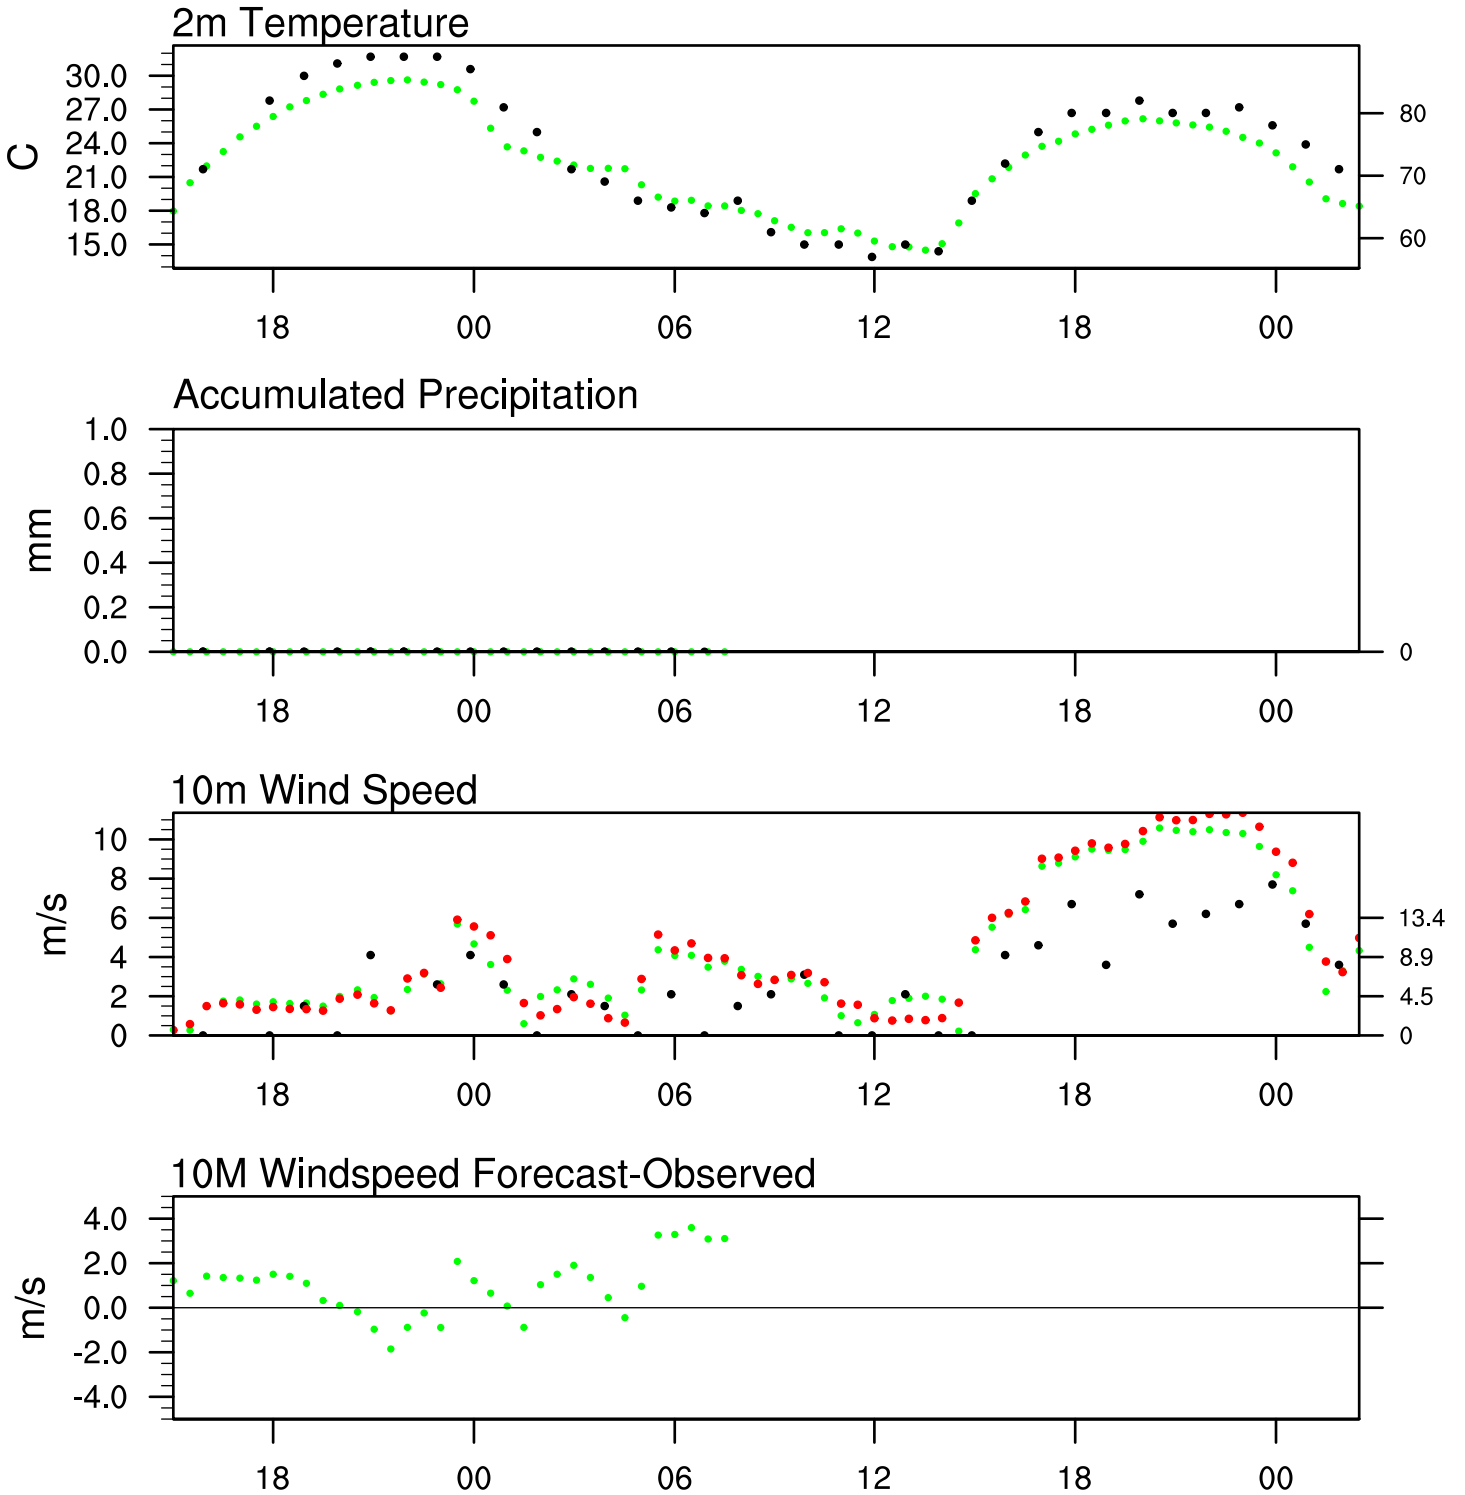 2m Temperature
30.0
27.0
24.0
21.0
18.0
15.0
C
80
70
60
18 00 06 12 18 00
Accumulated Precipitation
1.0
0.8
0.6
0.4
0.2
0.0
mm
0
18 00 06 12 18 00
10m Wind Speed
10
8
6
4
2
0
m/s
13.4
8.9
4.5
0
18 00 06 12 18 00
10M Windspeed Forecast-Observed
4.0
2.0
0.0
-2.0
-4.0
m/s
18 00 06 12 18 00